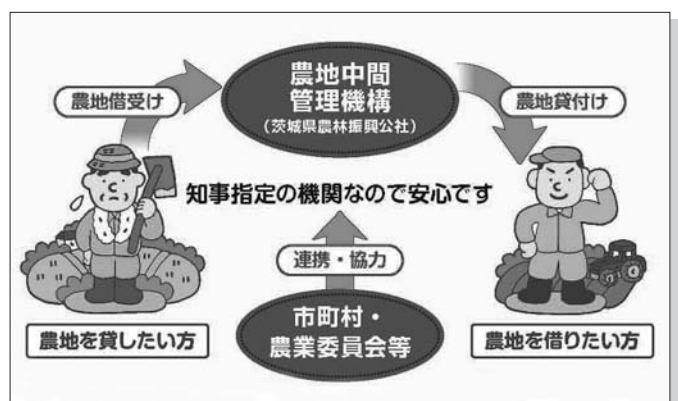 農地中間
管理機構
(茨城県農林振興公社)
農地借受け
農地貸付け
知事指定の機関なので安心です
連携・協力
市町村・
農業委員会等
農地を貸したい方
農地を借りたい方